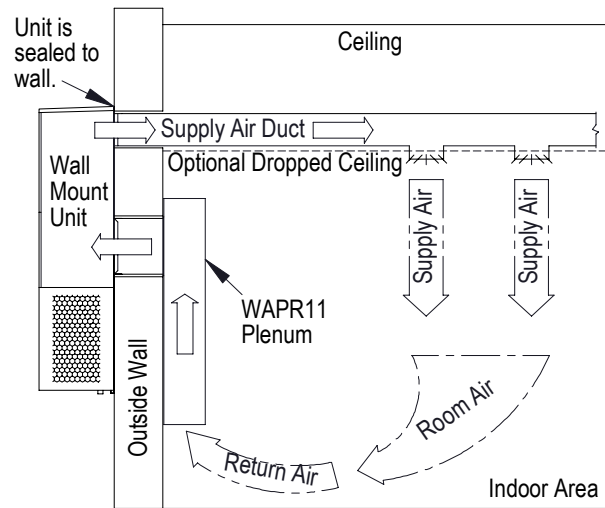 Unit is
sealed to
wall.
Ceiling
Supply Air Duct
Optional Dropped Ceiling
Wall
Mount
Unit
Supply Air
Supply Air
WAPR11
Plenum
Outside Wall
Room Air
Return Air
Indoor Area